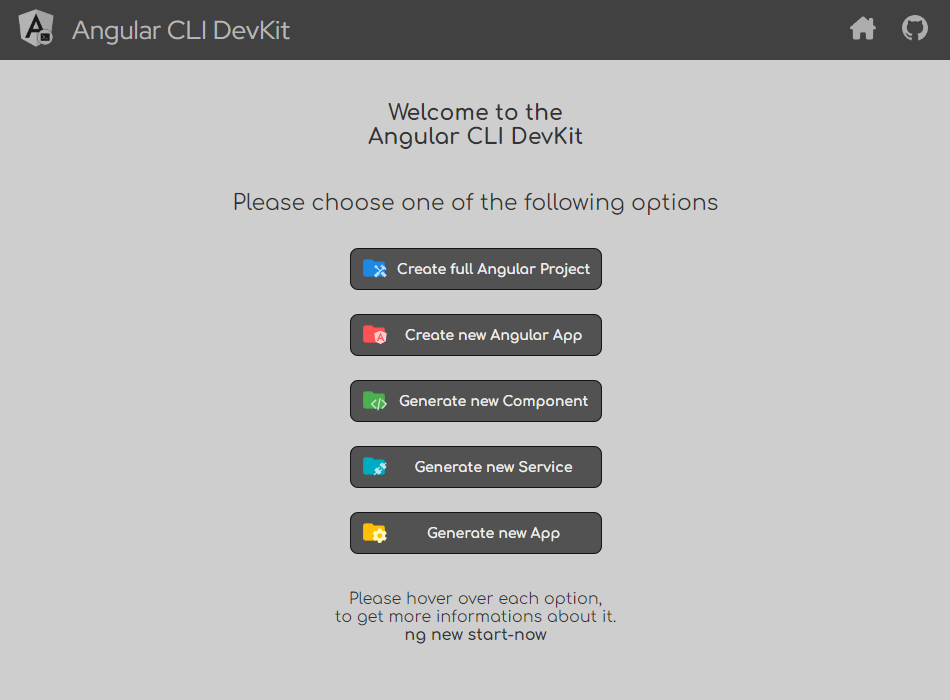 Angular CLI DevKit
Welcome to the
Angular CLI DevKit
Please choose one of the following options
Create full Angular Project
Create new Angular App
Generate new Component
Generate new Service
Generate new App
Please hover over each option,
to get more informations about it.
ng new start-now